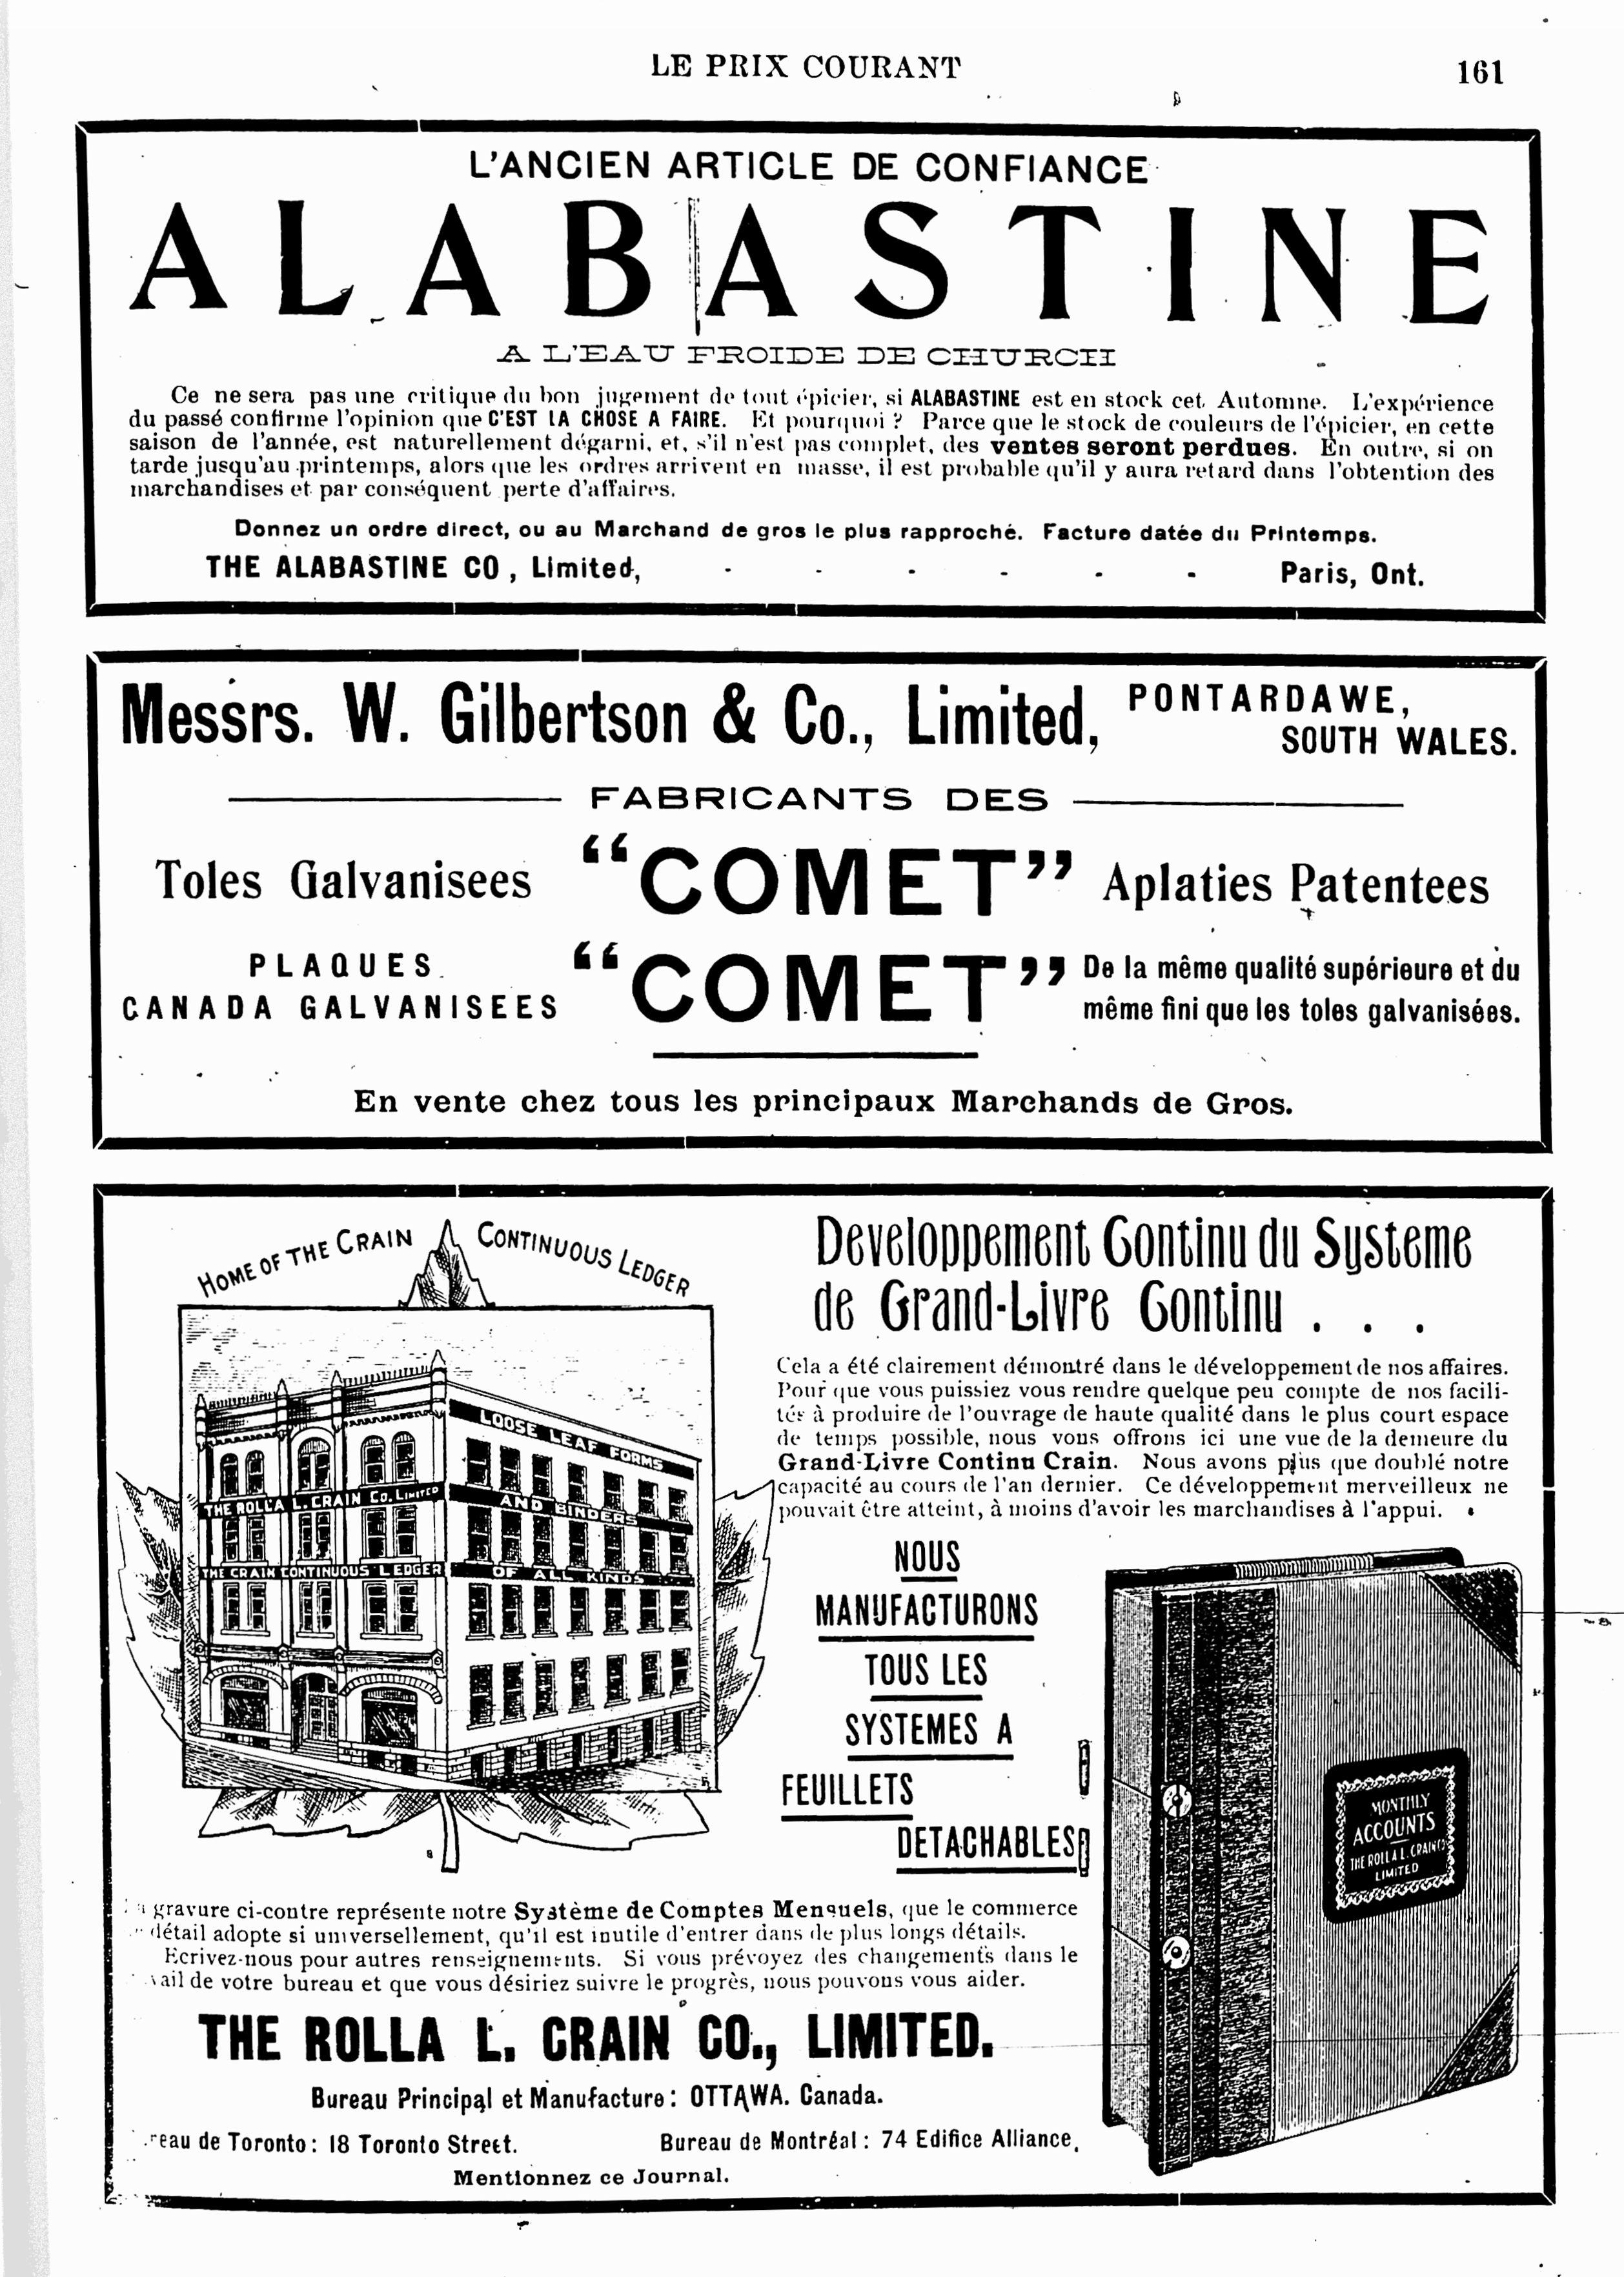 LE PRIX COURANT
161
L'ANCIEN ARTICLE DE CONFIANCE
ALABASTINE
A L'EAU FROIDE DE CHURCH
Ce ne sera pas une critique du bon jugement de tout épicier, si ALABASTINE est en stock cet Automne. L'expérience
du passé confirme l'opinion que C'EST LA CHOSE A FAIRE. Et pourquoi ? Parce que le stock de couleurs de l'épicier, en cette
saison de l'année, est naturellement dégarni, et, s'il n'est pas complet, des ventes seront perdues. En outre, si on
tarde jusqu'au printemps, alors que les ordres arrivent en masse, il est probable qu'il y aura retard dans l'obtention des
marchandises et par conséquent perte d'affaires.
Donnez un ordre direct, ou au Marchand de gros le plus rapproché. Facture datée du Printemps.
THE ALABASTINE CO, Limited, - - - - - - Paris, Ont.
Messrs. W. Gilbertson & Co., Limited, PONTARDAWE,
SOUTH WALES.
FABRICANTS DES
Toles Galvanisees "COMET" Aplaties Patentees
PLAQUES
CANADA GALVANISEES
"COMET"
De la même qualité supérieure et du
même fini que les toles galvanisées.
En vente chez tous les principaux Marchands de Gros.
HOME OF THE CRAIN CONTINUOUS LEDGER
LOOSE LEAF FORMS
THE ROLLA L. CRAIN CO. LIMITED
AND BINDERS
THE CRAIN CONTINUOUS LEDGER
OF ALL KINDS
Developpement Continu du Systeme
de Grand-Livre Continu . . .
Cela a été clairement démontré dans le développement de nos affaires.
Pour que vous puissiez vous rendre quelque peu compte de nos facili-
tés à produire de l'ouvrage de haute qualité dans le plus court espace
de temps possible, nous vous offrons ici une vue de la demeure du
Grand-Livre Continu Crain. Nous avons plus que doublé notre
capacité au cours de l'an dernier. Ce développement merveilleux ne
pouvait être atteint, à moins d'avoir les marchandises à l'appui.
NOUS
MANUFACTURONS
TOUS LES
SYSTEMES A
FEUILLETS
DETACHABLES
MONTHLY
ACCOUNTS
THE ROLLA L. CRAIN CO
LIMITED
gravure ci-contre représente notre Système de Comptes Mensuels, que le commerce
détail adopte si universellement, qu'il est inutile d'entrer dans de plus longs détails.
Ecrivez-nous pour autres renseignements. Si vous prévoyez des changements dans le
vail de votre bureau et que vous désiriez suivre le progrès, nous pouvons vous aider.
THE ROLLA L. CRAIN CO., LIMITED.
Bureau Principal et Manufacture: OTTAWA. Canada.
reau de Toronto: 18 Toronto Street. Bureau de Montréal: 74 Edifice Alliance.
Mentionnez ce Journal.